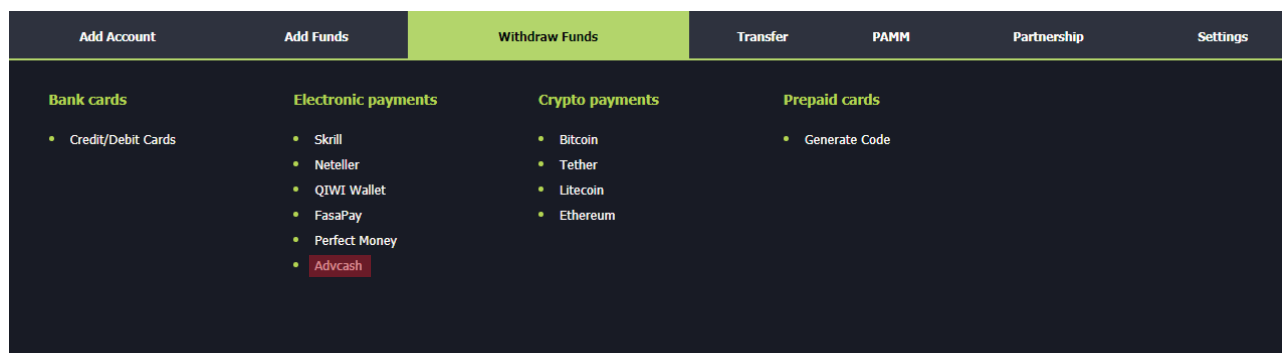 Add Account Add Funds Withdraw Funds Transfer PAMM Partnership Settings
Bank cards
Credit/Debit Cards
Electronic payments
Skrill
Neteller
QIWI Wallet
FasaPay
Perfect Money
Advcash
Crypto payments
Bitcoin
Tether
Litecoin
Ethereum
Prepaid cards
Generate Code